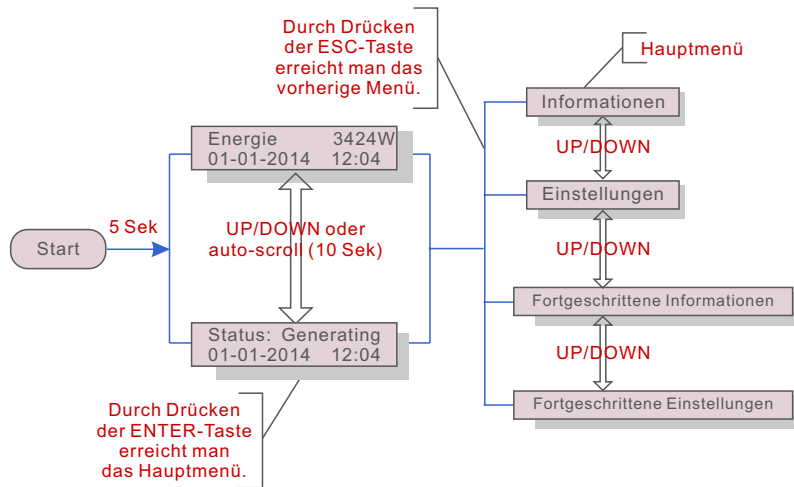 Durch Drücken
der ESC-Taste
erreicht man das
vorherige Menü.
Hauptmenü
Informationen
Energie 3424W
01-01-2014 12:04
UP/DOWN
Einstellungen
5 Sek
UP/DOWN oder
auto-scroll (10 Sek)
Start
UP/DOWN
Fortgeschrittene Informationen
Status: Generating
01-01-2014 12:04
UP/DOWN
Fortgeschrittene Einstellungen
Durch Drücken
der ENTER-Taste
erreicht man
das Hauptmenü.